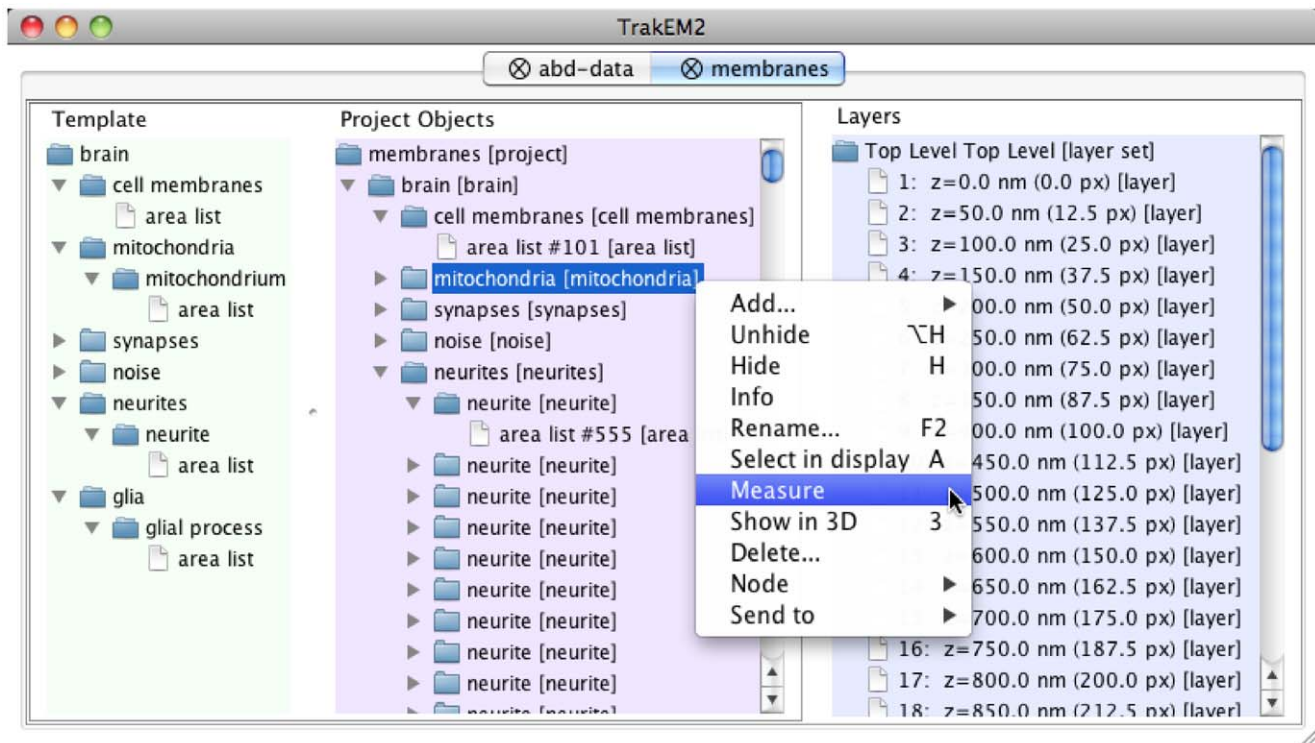 TrakEM2
abd-data
membranes
Template
brain
cell membranes
area list
mitochondria
mitochondrium
area list
synapses
noise
neurites
neurite
area list
glia
glial process
area list
Project Objects
membranes [project]
brain [brain]
cell membranes [cell membranes]
area list #101 [area list]
mitochondria [mitochondria]
synapses [synapses]
noise [noise]
neurites [neurites]
neurite [neurite]
area list #555 [area
neurite [neurite]
neurite [neurite]
neurite [neurite]
neurite [neurite]
neurite [neurite]
neurite [neurite]
neurite [neurite]
neurite [neurite]
neurite [neurite]
Add...
Unhide ⌥H
Hide H
Info
Rename... F2
Select in display A
Measure
Show in 3D 3
Delete...
Node
Send to
Layers
Top Level Top Level [layer set]
1: z=0.0 nm (0.0 px) [layer]
2: z=50.0 nm (12.5 px) [layer]
3: z=100.0 nm (25.0 px) [layer]
4: z=150.0 nm (37.5 px) [layer]
00.0 nm (50.0 px) [layer]
50.0 nm (62.5 px) [layer]
00.0 nm (75.0 px) [layer]
50.0 nm (87.5 px) [layer]
00.0 nm (100.0 px) [layer]
450.0 nm (112.5 px) [layer]
500.0 nm (125.0 px) [layer]
550.0 nm (137.5 px) [layer]
600.0 nm (150.0 px) [layer]
650.0 nm (162.5 px) [layer]
700.0 nm (175.0 px) [layer]
16: z=750.0 nm (187.5 px) [layer]
17: z=800.0 nm (200.0 px) [layer]
18: z=850.0 nm (212.5 px) [layer]